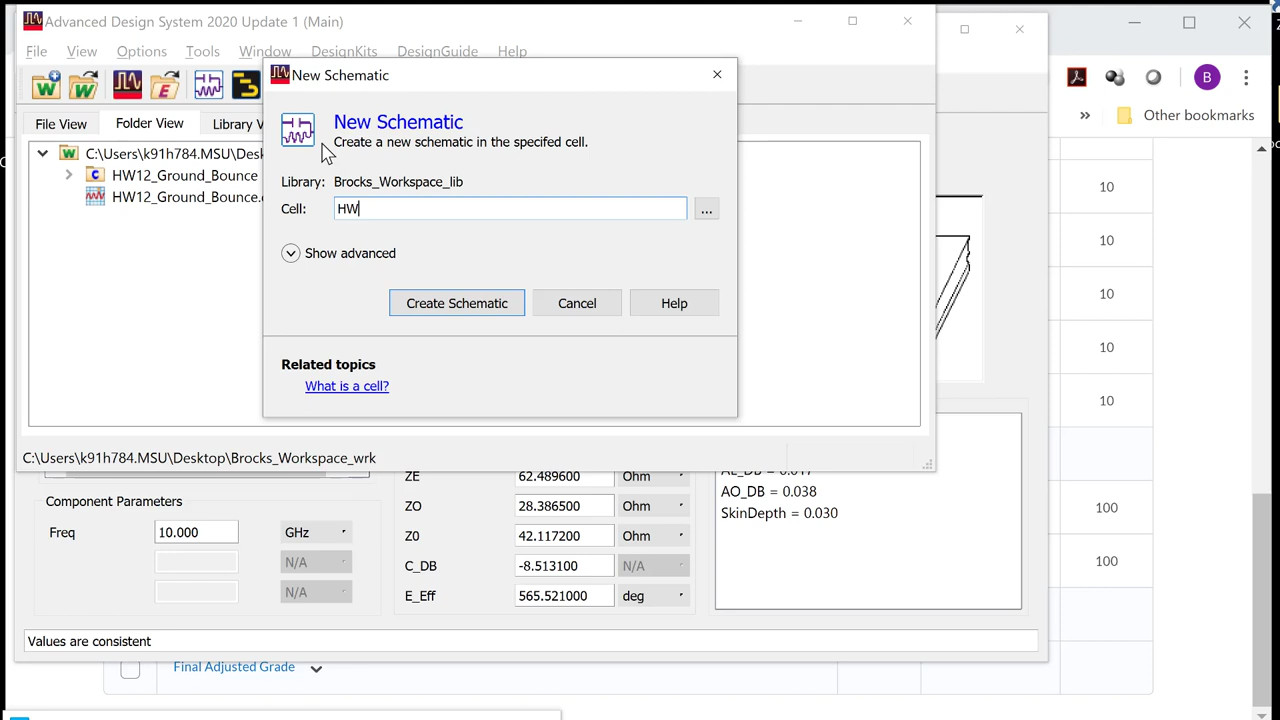 Advanced Design System 2020 Update 1 (Main)
File View Options Tools Window DesignKits DesignGuide Help
New Schematic
File View Folder View Library V
New Schematic
Create a new schematic in the specifed cell.
Library: Brocks_Workspace_lib
Cell: HW ...
Show advanced
Create Schematic Cancel Help
Related topics
What is a cell?
C:\Users\k91h784.MSU\Des
HW12_Ground_Bounce
HW12_Ground_Bounce.
C:\Users\k91h784.MSU\Desktop\Brocks_Workspace_wrk
B
» Other bookmarks
10
10
10
10
10
100
100
Component Parameters
Freq 10.000 GHz
N/A
N/A
ZE 62.489600 Ohm
ZO 28.386500 Ohm
Z0 42.117200 Ohm
C_DB -8.513100 N/A
E_Eff 565.521000 deg
AO_DB = 0.038
SkinDepth = 0.030
Values are consistent
Final Adjusted Grade